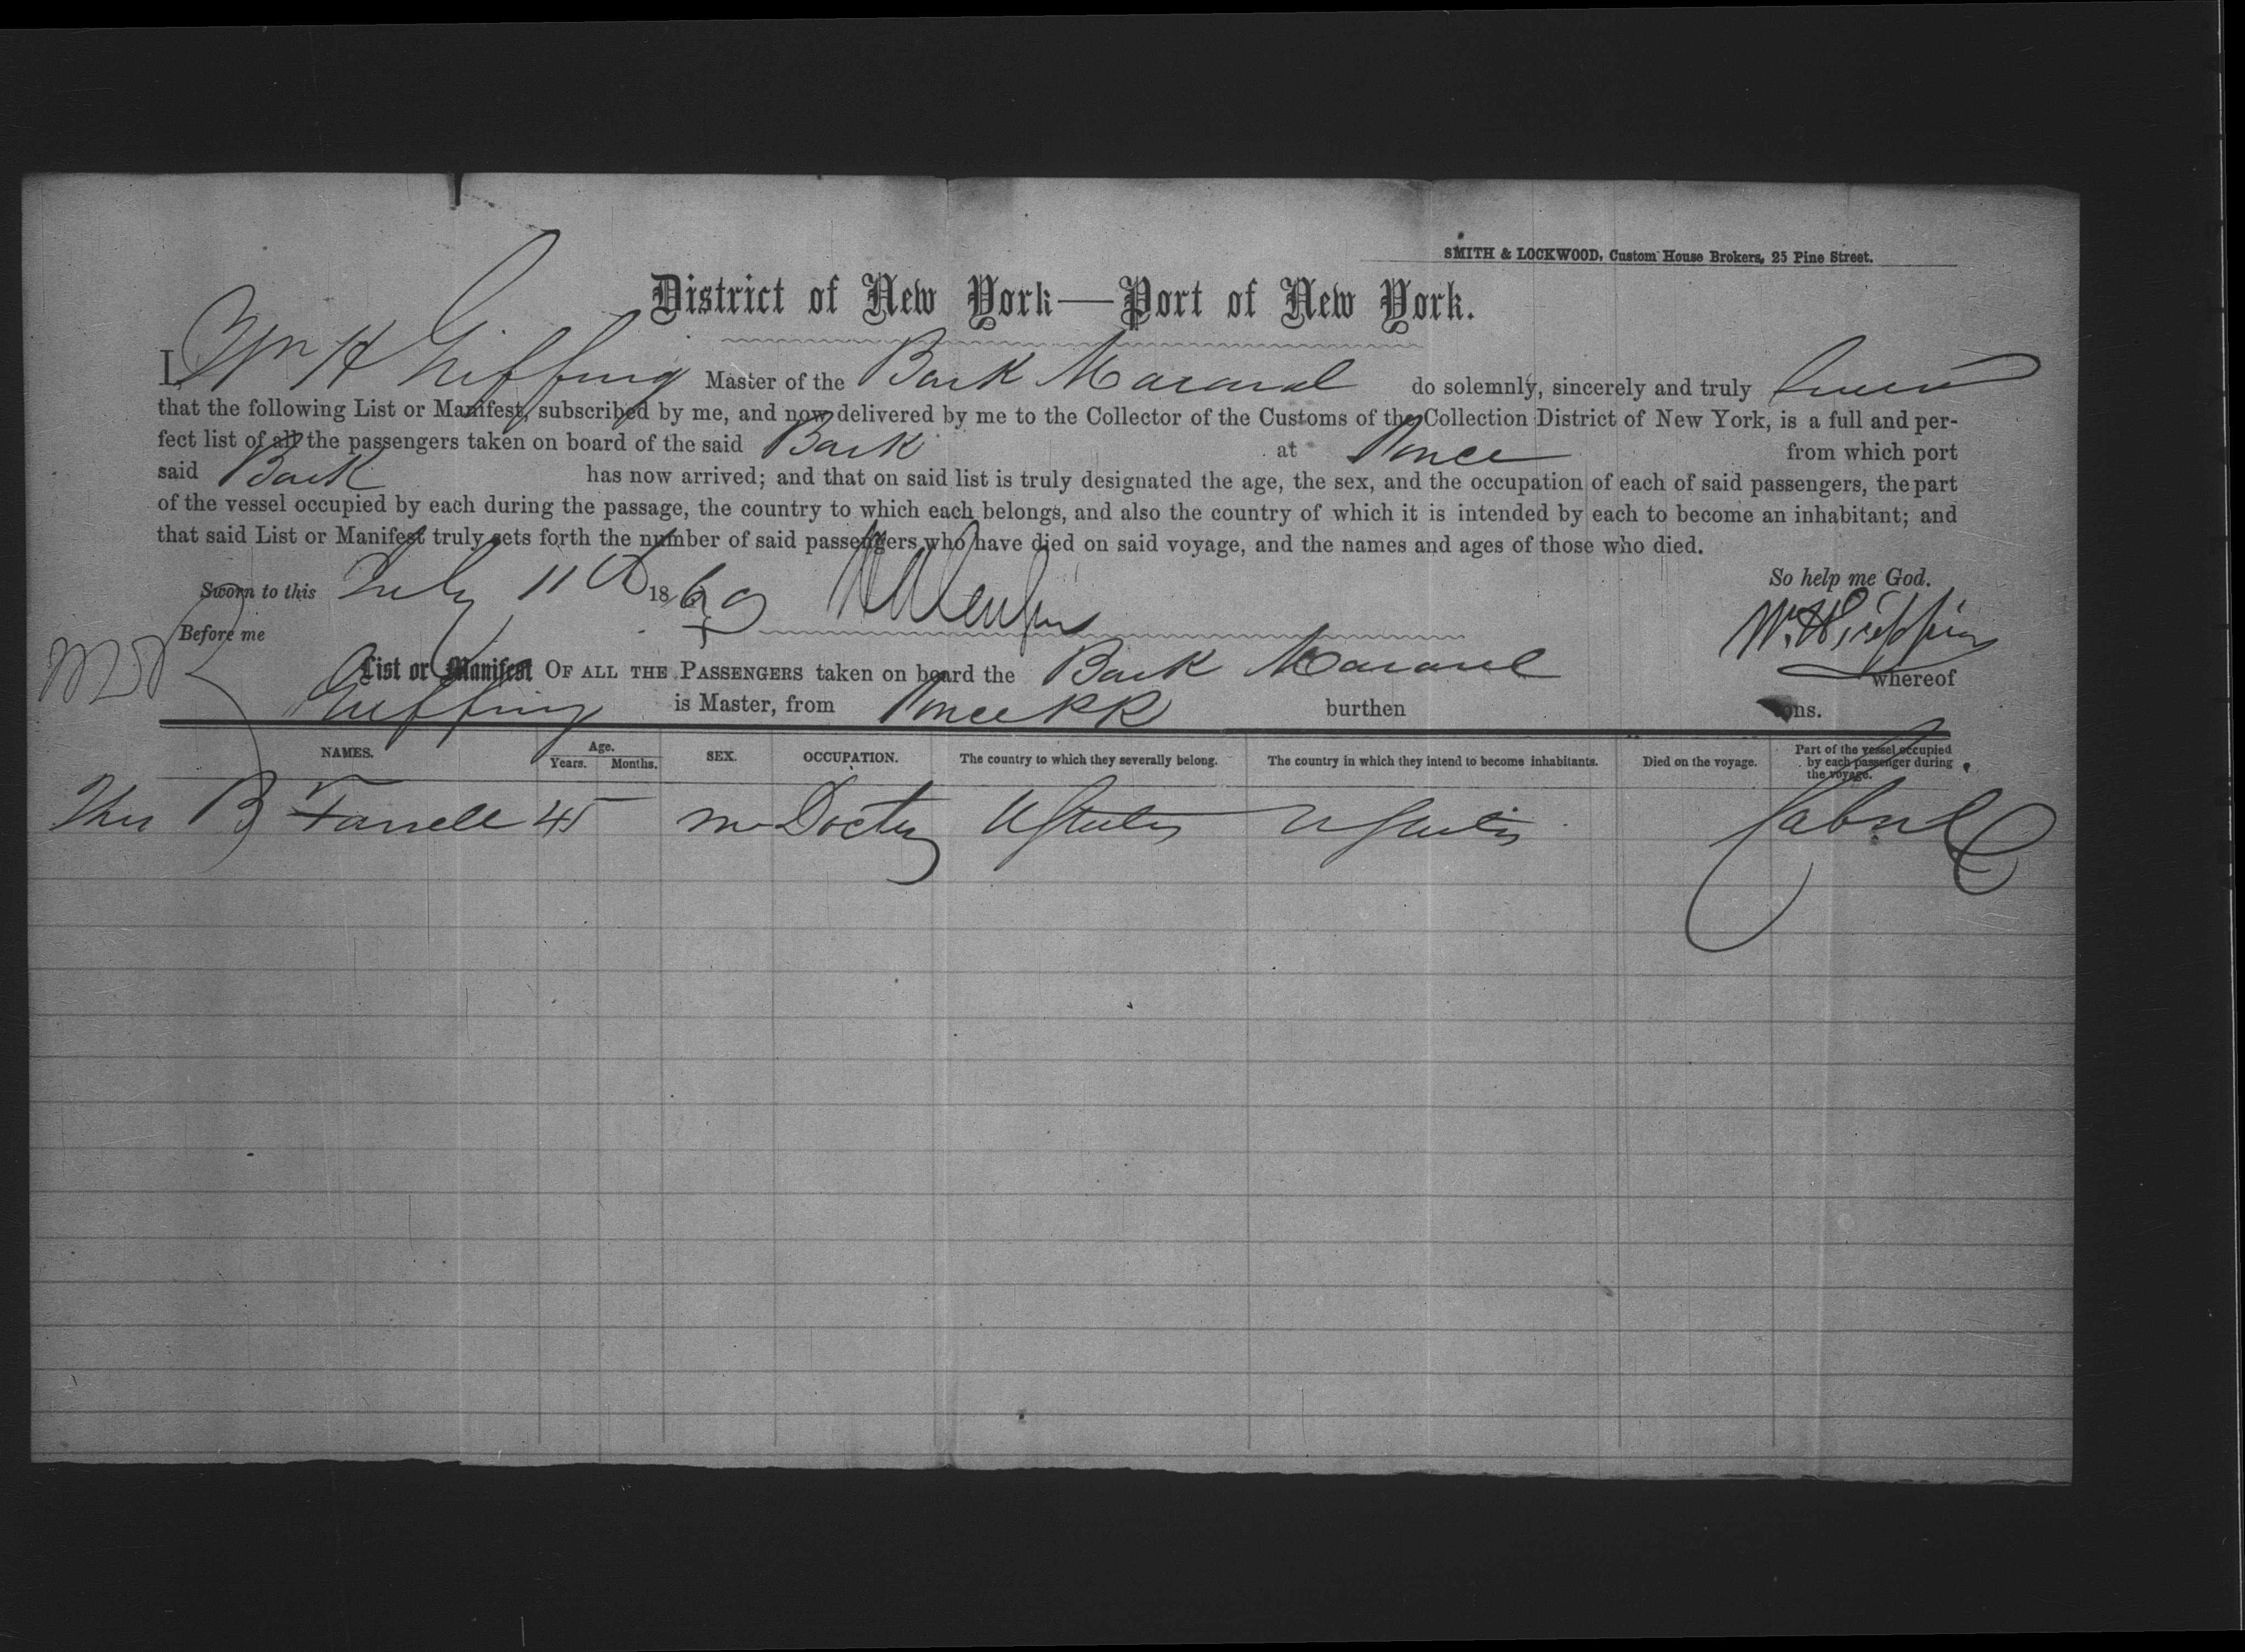 SMITH & LOCKWOOD, Custom House Brokers, 25 Pine Street.
District of New York—Port of New York.
I, Wm H Griffing Master of the Bark Maravel do solemnly, sincerely and truly swear
that the following List or Manifest, subscribed by me, and now delivered by me to the Collector of the Customs of the Collection District of New York, is a full and per-
fect list of all the passengers taken on board of the said Bark at Ponce from which port
said Bark has now arrived; and that on said list is truly designated the age, the sex, and the occupation of each of said passengers, the part
of the vessel occupied by each during the passage, the country to which each belongs, and also the country of which it is intended by each to become an inhabitant; and
that said List or Manifest truly sets forth the number of said passengers who have died on said voyage, and the names and ages of those who died.
So help me God.
Sworn to this July 11th 1869
Before me
Wm H Griffing
List or Manifest OF ALL THE PASSENGERS taken on board the Bark Maravel whereof
Griffing is Master, from Ponce PR burthen tons.
NAMES. Age. Years. Months. SEX. OCCUPATION. The country to which they severally belong. The country in which they intend to become inhabitants. Died on the voyage. Part of the vessel occupied by each passenger during the voyage.
B Farrell 45 m Doctor U States U States Cabin